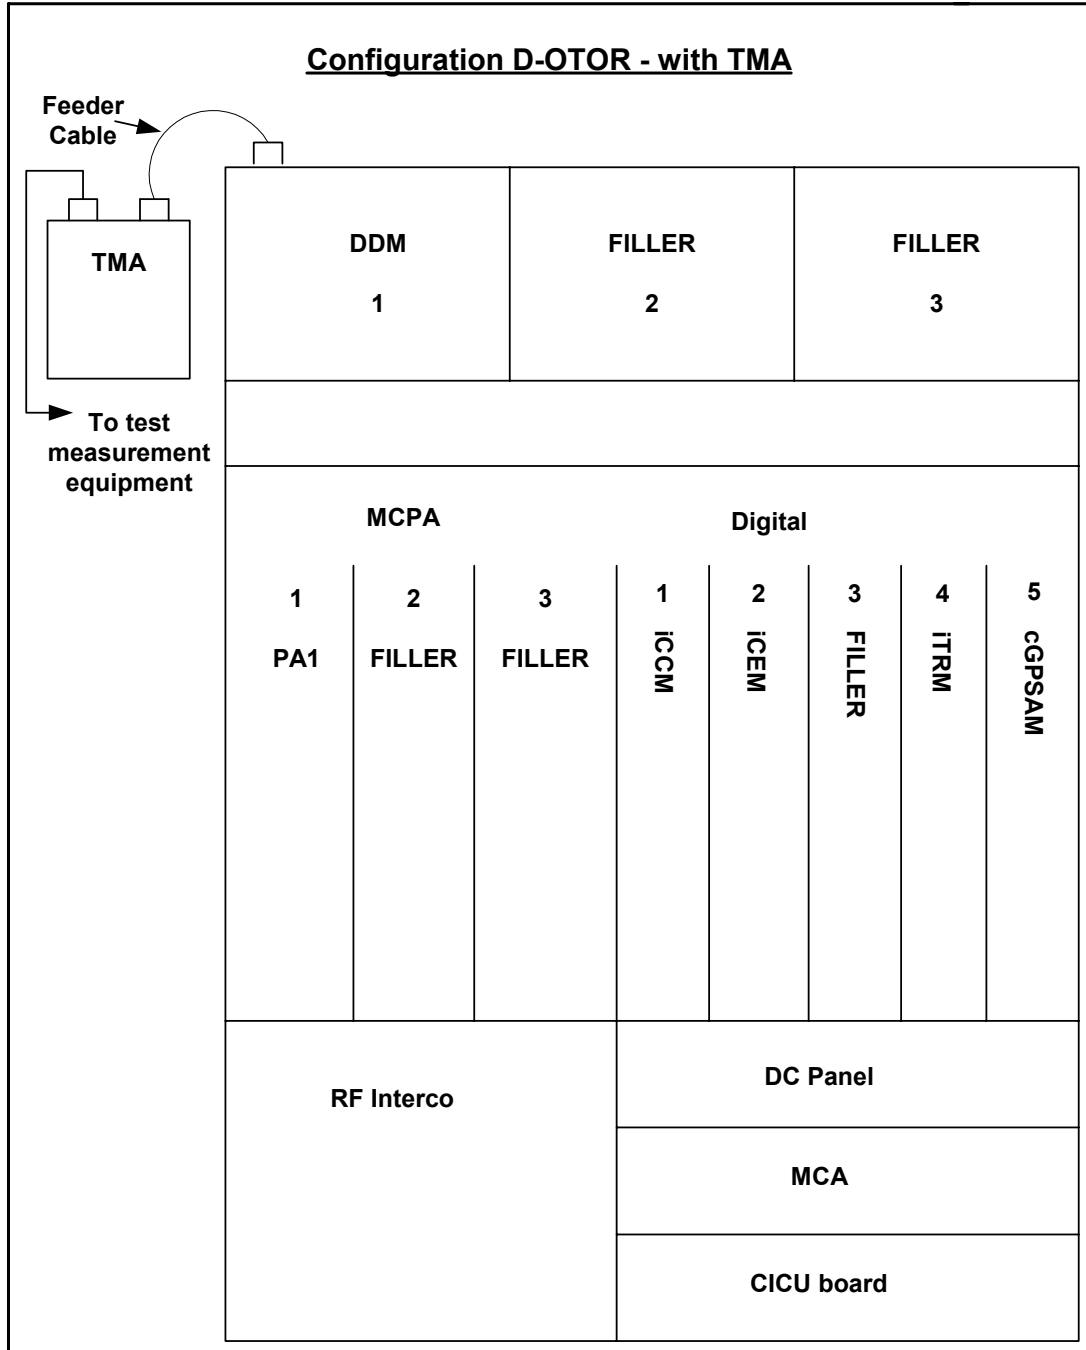 Configuration D-OTOR - with TMA
Feeder
Cable
TMA
To test
measurement
equipment
DDM
1
FILLER
2
FILLER
3
MCPA
Digital
1
PA1
2
FILLER
3
FILLER
1
iCCM
2
iCEM
3
FILLER
4
iTRM
5
cGPSAM
RF Interco
DC Panel
MCA
CICU board